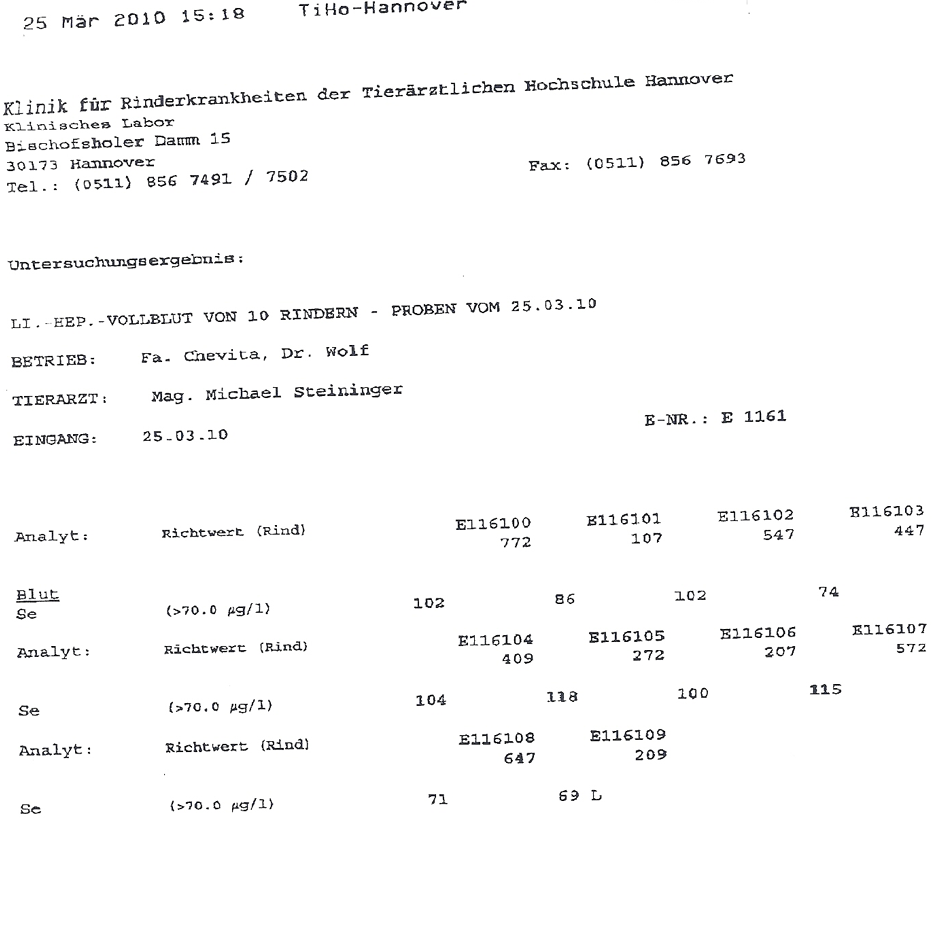 25 Mär 2010 15:18 TiHo-Hannover
Klinik für Rinderkrankheiten der Tierärztlichen Hochschule Hannover
Klinisches Labor
Bischofsholer Damm 15
30173 Hannover
Tel.: (0511) 856 7491 / 7502 Fax: (0511) 856 7693
Untersuchungsergebnis:
LI.-HEP.-VOLLBLUT VON 10 RINDERN - PROBEN VOM 25.03.10
BETRIEB: Fa. Chevita, Dr. Wolf
TIERARZT: Mag. Michael Steininger
EINGANG: 25.03.10 E-NR.: E 1161
Analyt: Richtwert (Rind) E116100 E116101 E116102 E116103
772 107 547 447
Blut
Se (>70.0 µg/l) 102 86 102 74
Analyt: Richtwert (Rind) E116104 E116105 E116106 E116107
409 272 207 572
Se (>70.0 µg/l) 104 118 100 115
Analyt: Richtwert (Rind) E116108 E116109
647 209
Se (>70.0 µg/l) 71 69 L